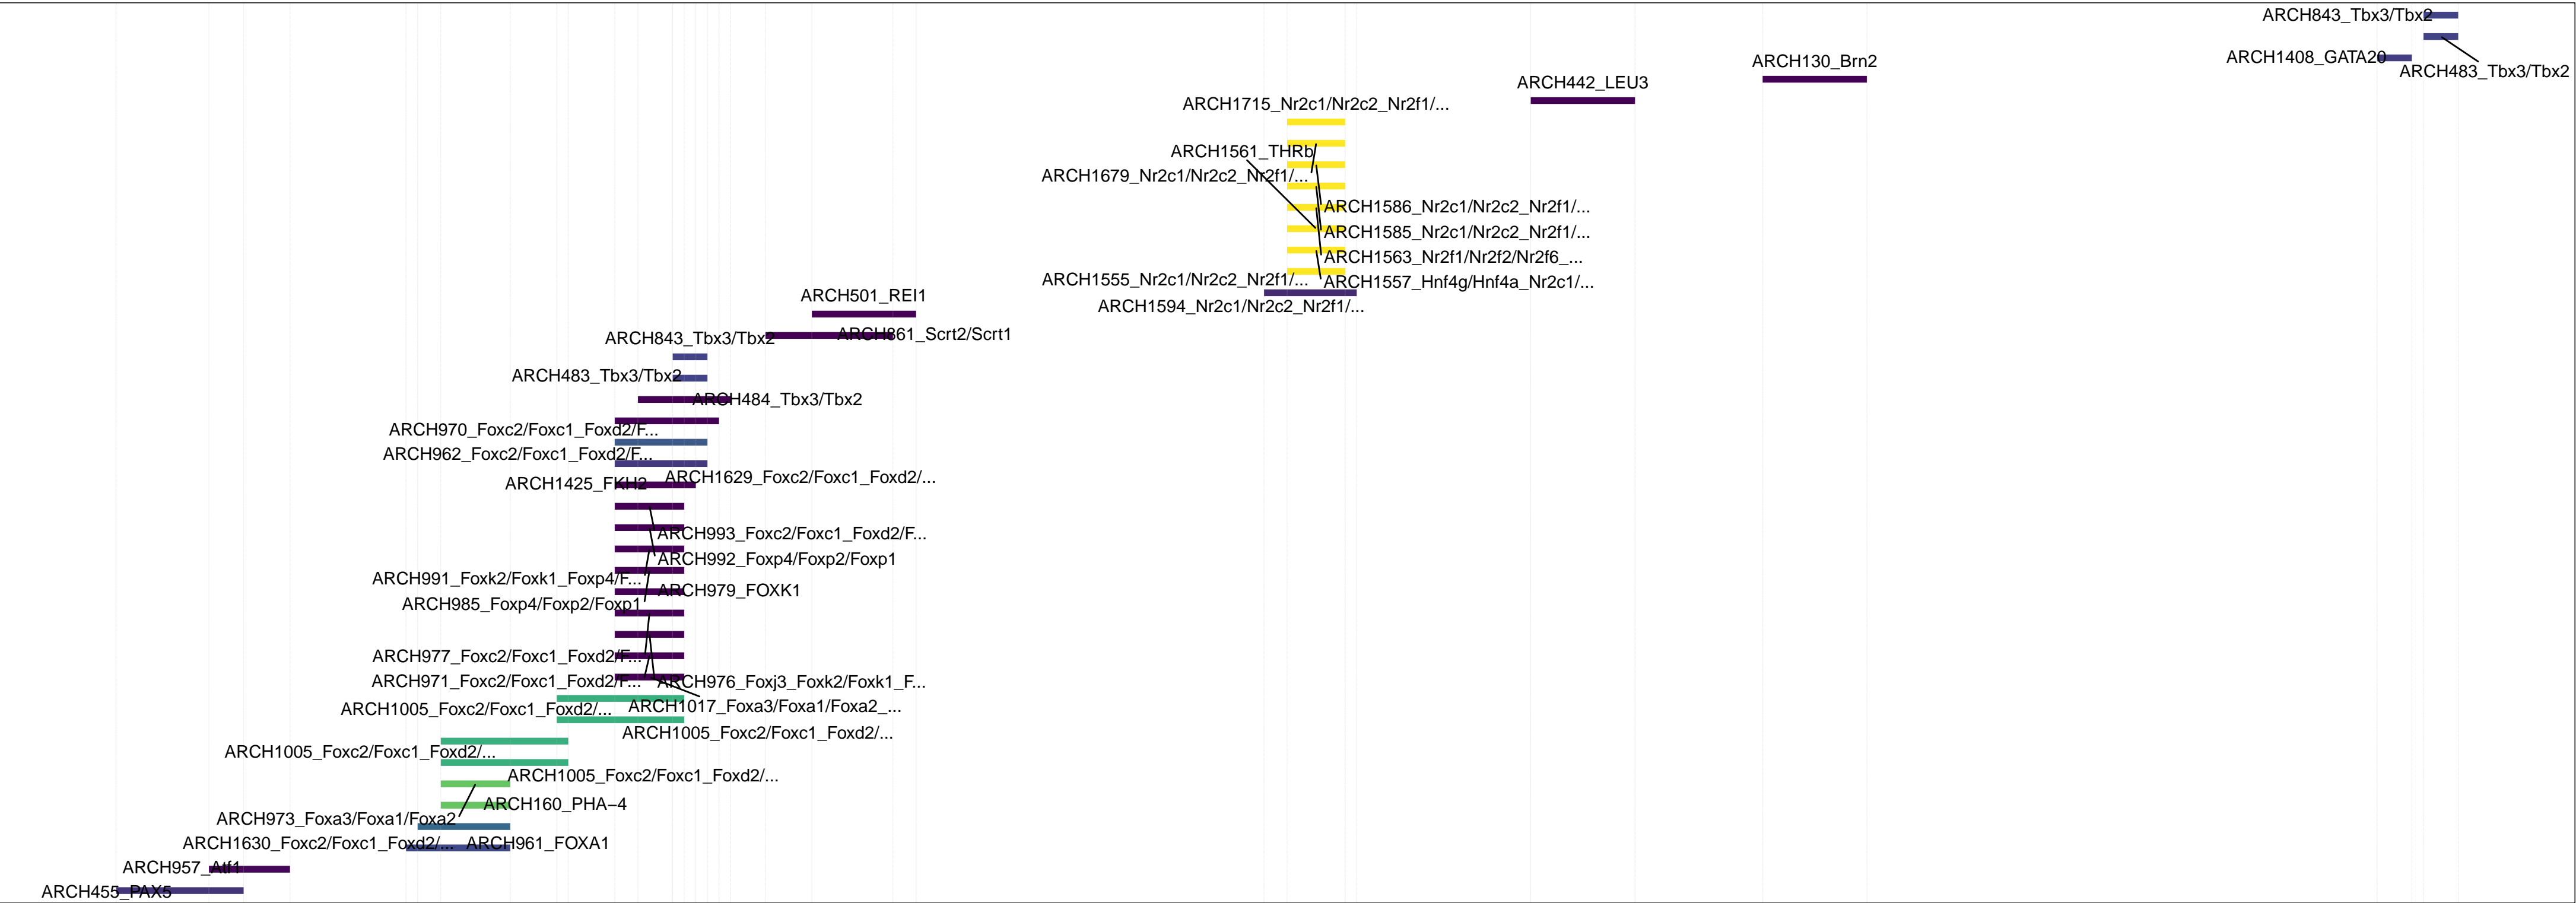 ARCH843_Tbx3/Tbx2
ARCH1408_GATA20
ARCH483_Tbx3/Tbx2
ARCH130_Brn2
ARCH442_LEU3
ARCH1715_Nr2c1/Nr2c2_Nr2f1/...
ARCH1561_THRb
ARCH1679_Nr2c1/Nr2c2_Nr2f1/...
ARCH1586_Nr2c1/Nr2c2_Nr2f1/...
ARCH1585_Nr2c1/Nr2c2_Nr2f1/...
ARCH1563_Nr2f1/Nr2f2/Nr2f6_...
ARCH1555_Nr2c1/Nr2c2_Nr2f1/...
ARCH1557_Hnf4g/Hnf4a_Nr2c1/...
ARCH1594_Nr2c1/Nr2c2_Nr2f1/...
ARCH501_REI1
ARCH861_Scrt2/Scrt1
ARCH843_Tbx3/Tbx2
ARCH483_Tbx3/Tbx2
ARCH484_Tbx3/Tbx2
ARCH970_Foxc2/Foxc1_Foxd2/F...
ARCH962_Foxc2/Foxc1_Foxd2/F...
ARCH1629_Foxc2/Foxc1_Foxd2/...
ARCH1425_FKH2
ARCH993_Foxc2/Foxc1_Foxd2/F...
ARCH992_Foxp4/Foxp2/Foxp1
ARCH991_Foxk2/Foxk1_Foxp4/F...
ARCH979_FOXK1
ARCH985_Foxp4/Foxp2/Foxp1
ARCH977_Foxc2/Foxc1_Foxd2/F...
ARCH971_Foxc2/Foxc1_Foxd2/F...
ARCH976_Foxj3_Foxk2/Foxk1_F...
ARCH1017_Foxa3/Foxa1/Foxa2_...
ARCH1005_Foxc2/Foxc1_Foxd2/...
ARCH1005_Foxc2/Foxc1_Foxd2/...
ARCH1005_Foxc2/Foxc1_Foxd2/...
ARCH1005_Foxc2/Foxc1_Foxd2/...
ARCH160_PHA−4
ARCH973_Foxa3/Foxa1/Foxa2
ARCH1630_Foxc2/Foxc1_Foxd2/...
ARCH961_FOXA1
ARCH957_Atf1
ARCH455_PAX5